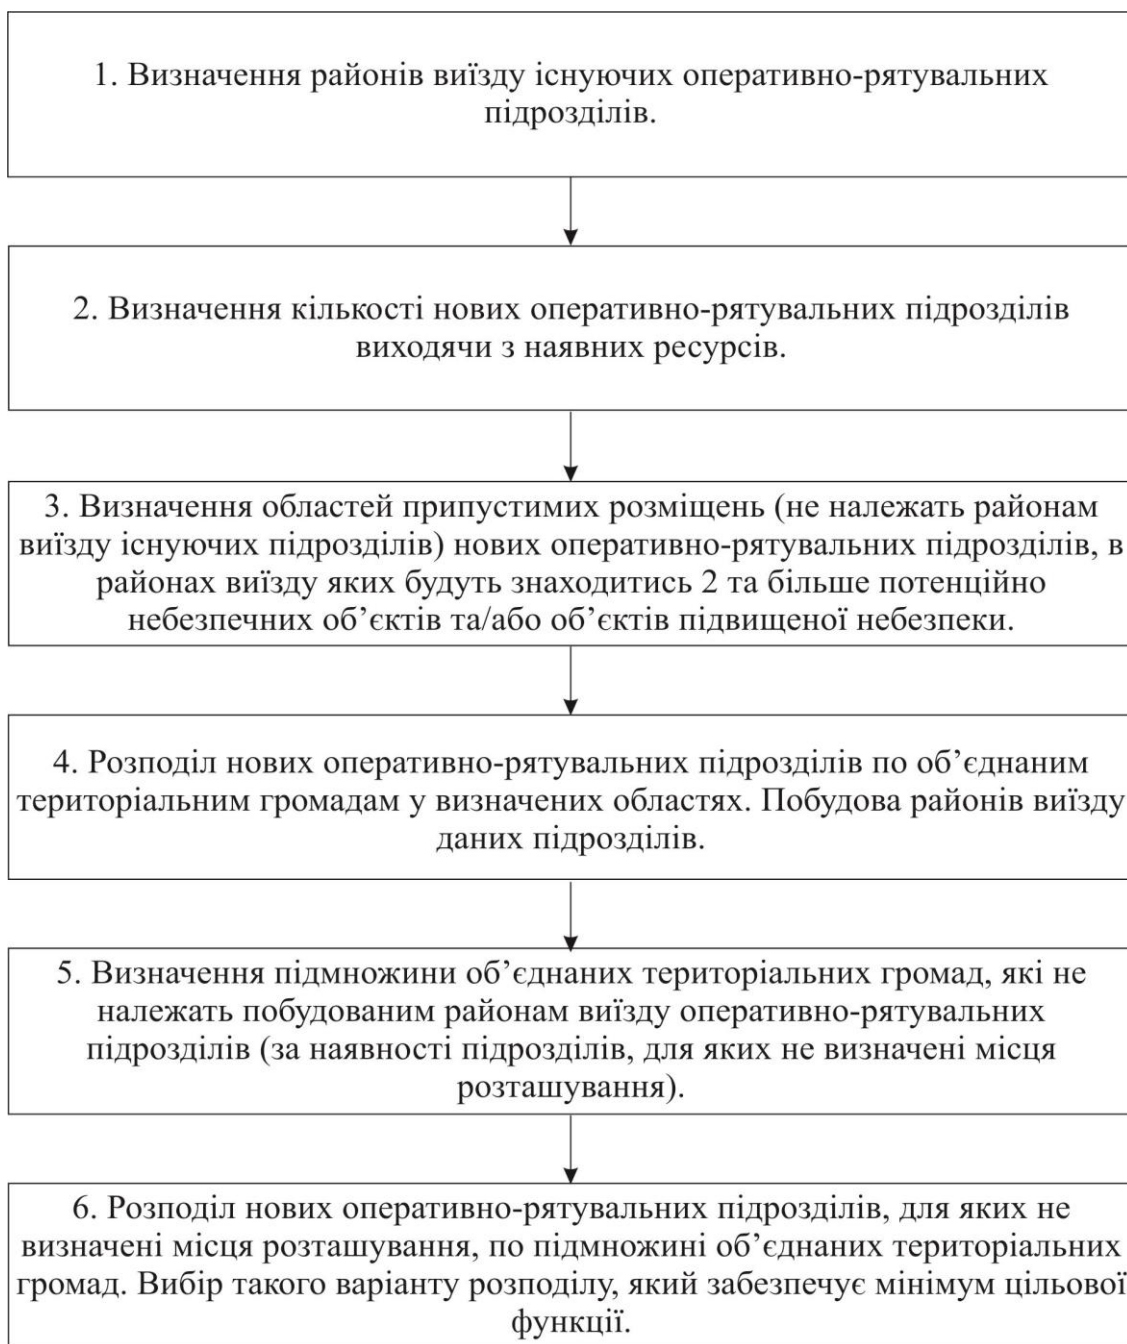 1. Визначення районів виїзду існуючих оперативно-рятувальних
підрозділів.
2. Визначення кількості нових оперативно-рятувальних підрозділів
виходячи з наявних ресурсів.
3. Визначення областей припустимих розміщень (не належать районам
виїзду існуючих підрозділів) нових оперативно-рятувальних підрозділів, в
районах виїзду яких будуть знаходитись 2 та більше потенційно
небезпечних об’єктів та/або об’єктів підвищеної небезпеки.
4. Розподіл нових оперативно-рятувальних підрозділів по об’єднаним
територіальним громадам у визначених областях. Побудова районів виїзду
даних підрозділів.
5. Визначення підмножини об’єднаних територіальних громад, які не
належать побудованим районам виїзду оперативно-рятувальних
підрозділів (за наявності підрозділів, для яких не визначені місця
розташування).
6. Розподіл нових оперативно-рятувальних підрозділів, для яких не
визначені місця розташування, по підмножині об’єднаних територіальних
громад. Вибір такого варіанту розподілу, який забезпечує мінімум цільової
функції.